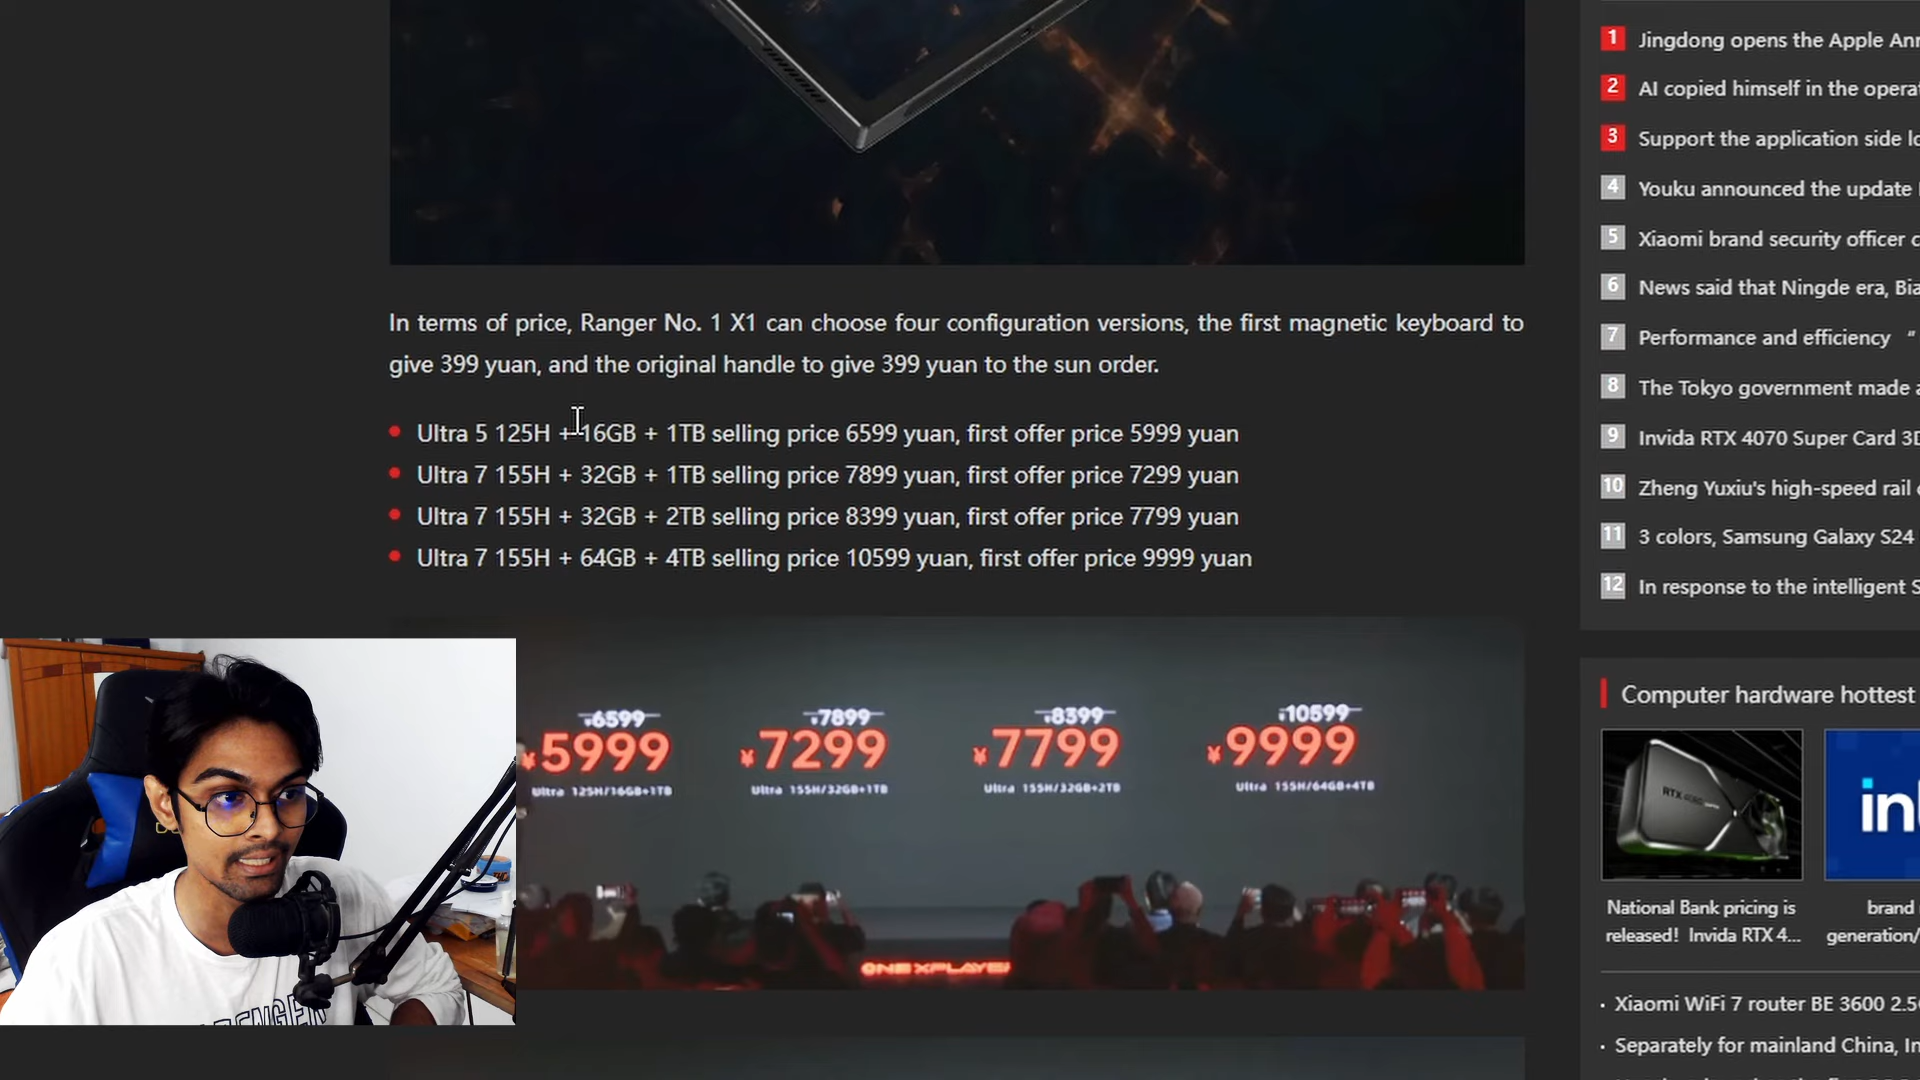 In terms of price, Ranger No. 1 X1 can choose four configuration versions, the first magnetic keyboard to
give 399 yuan, and the original handle to give 399 yuan to the sun order.
Ultra 5 125H + 16GB + 1TB selling price 6599 yuan, first offer price 5999 yuan
Ultra 7 155H + 32GB + 1TB selling price 7899 yuan, first offer price 7299 yuan
Ultra 7 155H + 32GB + 2TB selling price 8399 yuan, first offer price 7799 yuan
Ultra 7 155H + 64GB + 4TB selling price 10599 yuan, first offer price 9999 yuan
¥6599 ¥7899 ¥8399 ¥10599
¥5999 ¥7299 ¥7799 ¥9999
Ultra 125H/16GB+1TB Ultra 155H/32GB+1TB Ultra 155H/32GB+2TB Ultra 155H/64GB+4TB
ONEXPLAYER
1 Jingdong opens the Apple Ann
2 AI copied himself in the operat
3 Support the application side lo
4 Youku announced the update
5 Xiaomi brand security officer c
6 News said that Ningde era, Bia
7 Performance and efficiency "
8 The Tokyo government made a
9 Invida RTX 4070 Super Card 3D
10 Zheng Yuxiu's high-speed rail
11 3 colors, Samsung Galaxy S24
12 In response to the intelligent S
Computer hardware hottest
National Bank pricing is
released! Invida RTX 4...
brand
generation/
· Xiaomi WiFi 7 router BE 3600 2.5
· Separately for mainland China, In